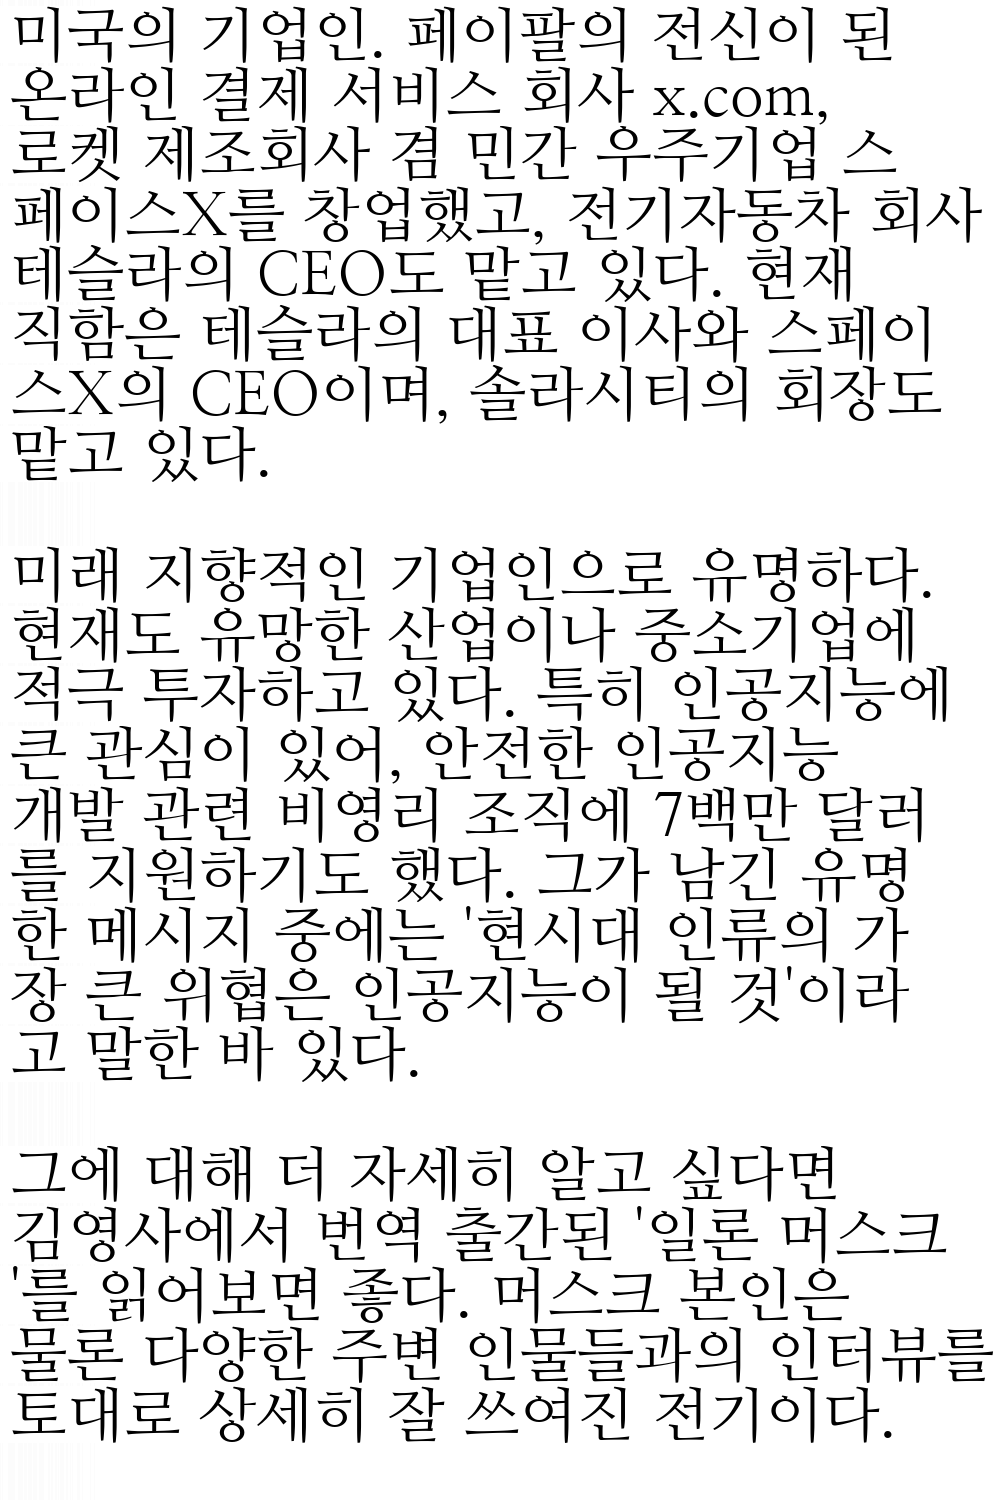 미국의 기업인. 페이팔의 전신이 된
온라인 결제 서비스 회사 x.com,
로켓 제조회사 겸 민간 우주기업 스
페이스X를 창업했고, 전기자동차 회사
테슬라의 CEO도 맡고 있다. 현재
직함은 테슬라의 대표 이사와 스페이
스X의 CEO이며, 솔라시티의 회장도
맡고 있다.

미래 지향적인 기업인으로 유명하다.
현재도 유망한 산업이나 중소기업에
적극 투자하고 있다. 특히 인공지능에
큰 관심이 있어, 안전한 인공지능
개발 관련 비영리 조직에 7백만 달러
를 지원하기도 했다. 그가 남긴 유명
한 메시지 중에는 '현시대 인류의 가
장 큰 위협은 인공지능이 될 것'이라
고 말한 바 있다.

그에 대해 더 자세히 알고 싶다면
김영사에서 번역 출간된 '일론 머스크
'를 읽어보면 좋다. 머스크 본인은
물론 다양한 주변 인물들과의 인터뷰를
토대로 상세히 잘 쓰여진 전기이다.